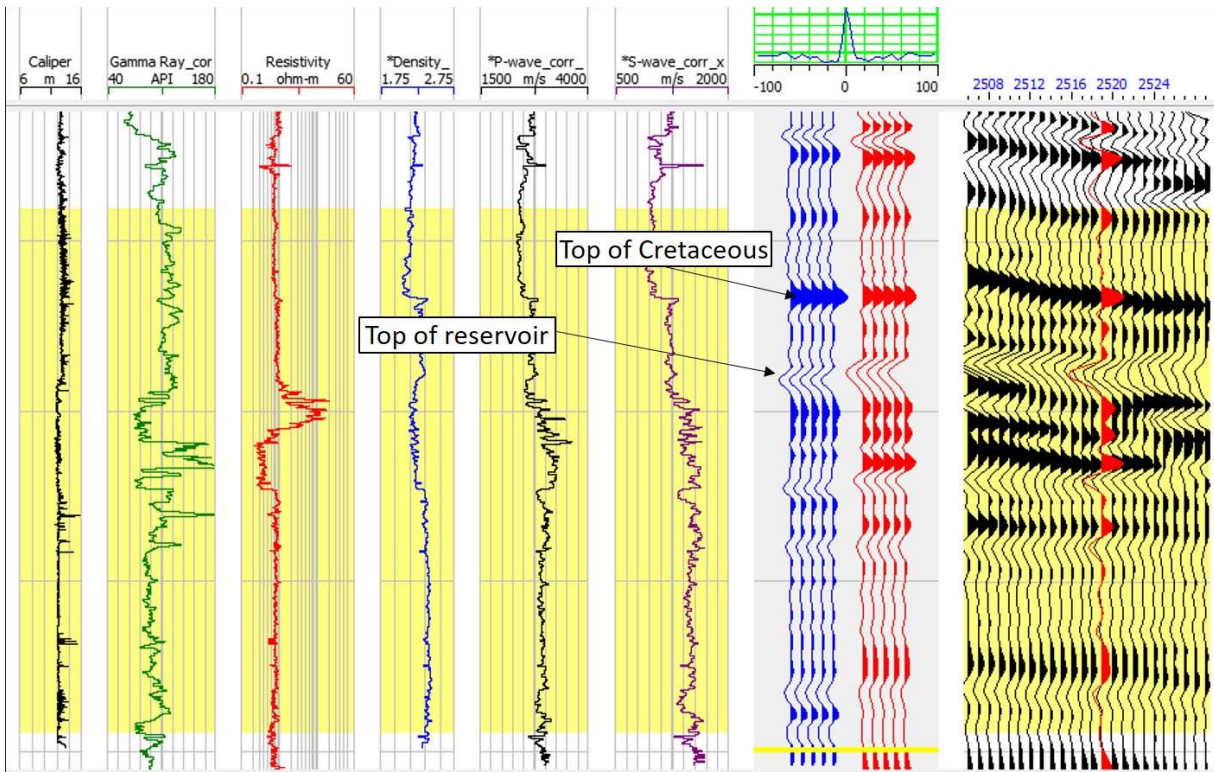 Caliper
6 m 16
Gamma Ray_cor
40 API 180
Resistivity
0.1 ohm-m 60
*Density_
1.75 2.75
*P-wave_corr_
1500 m/s 4000
*S-wave_corr_x
500 m/s 2000
-100 0 100
2508 2512 2516 2520 2524
Top of Cretaceous
Top of reservoir